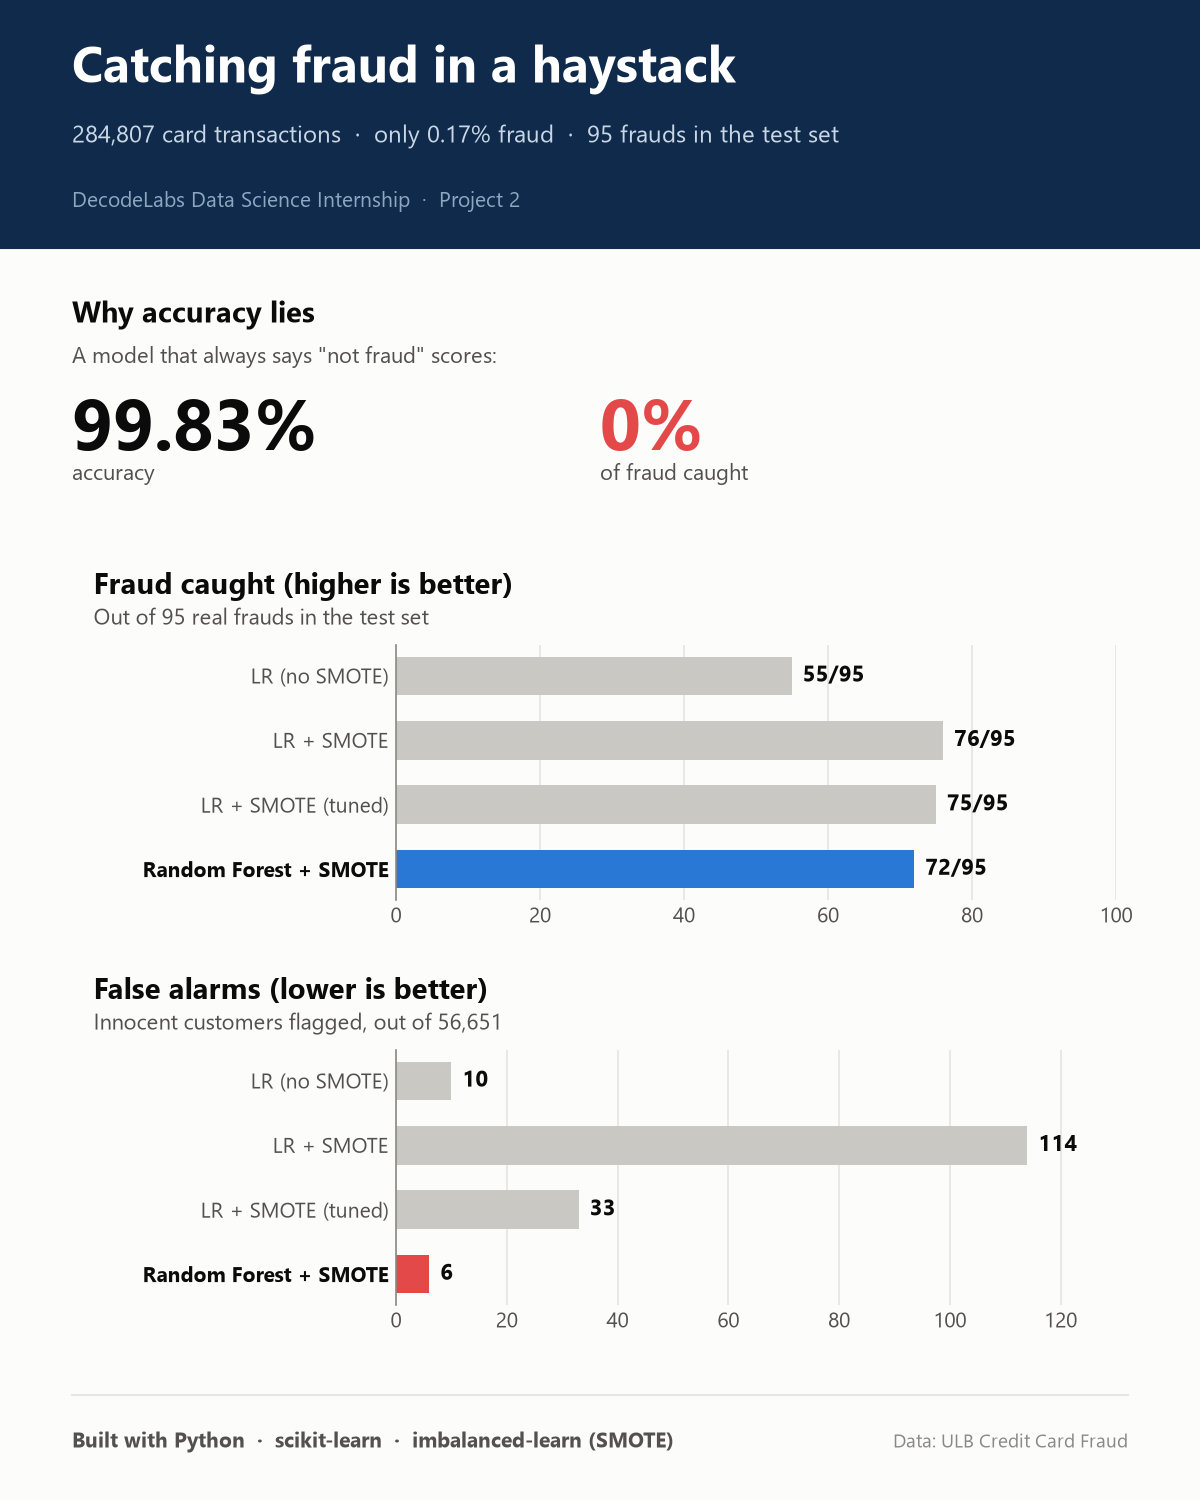 Catching fraud in a haystack
284,807 card transactions · only 0.17% fraud · 95 frauds in the test set
DecodeLabs Data Science Internship · Project 2
Why accuracy lies
A model that always says "not fraud" scores:
99.83%
accuracy
0%
of fraud caught
Fraud caught (higher is better)
Out of 95 real frauds in the test set
LR (no SMOTE) 55/95
LR + SMOTE 76/95
LR + SMOTE (tuned) 75/95
Random Forest + SMOTE 72/95
0 20 40 60 80 100
False alarms (lower is better)
Innocent customers flagged, out of 56,651
LR (no SMOTE) 10
LR + SMOTE 114
LR + SMOTE (tuned) 33
Random Forest + SMOTE 6
0 20 40 60 80 100 120
Built with Python · scikit-learn · imbalanced-learn (SMOTE)
Data: ULB Credit Card Fraud